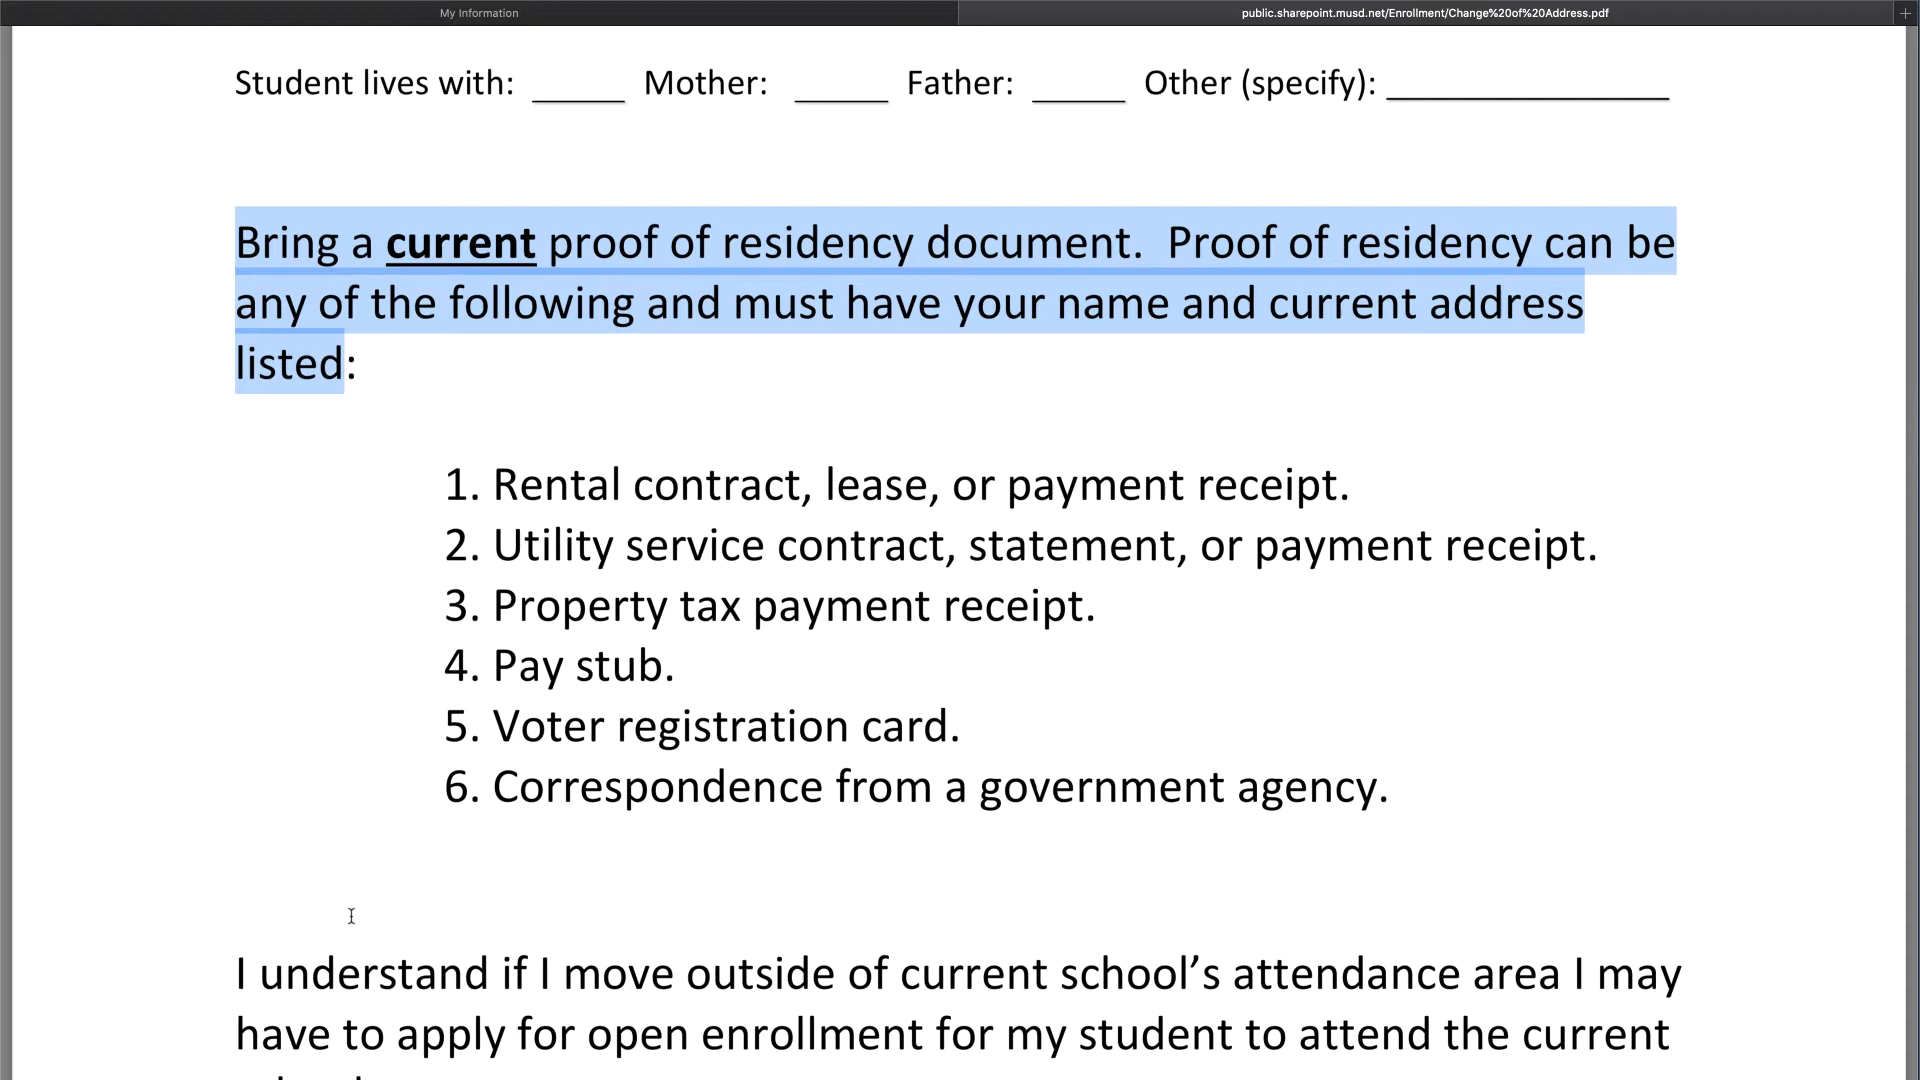 My Information
public.sharepoint.musd.net/Enrollment/Change%20of%20Address.pdf
Student lives with: _____ Mother: _____ Father: _____ Other (specify): _______________
Bring a current proof of residency document. Proof of residency can be
any of the following and must have your name and current address
listed:
1. Rental contract, lease, or payment receipt.
2. Utility service contract, statement, or payment receipt.
3. Property tax payment receipt.
4. Pay stub.
5. Voter registration card.
6. Correspondence from a government agency.
I understand if I move outside of current school’s attendance area I may
have to apply for open enrollment for my student to attend the current